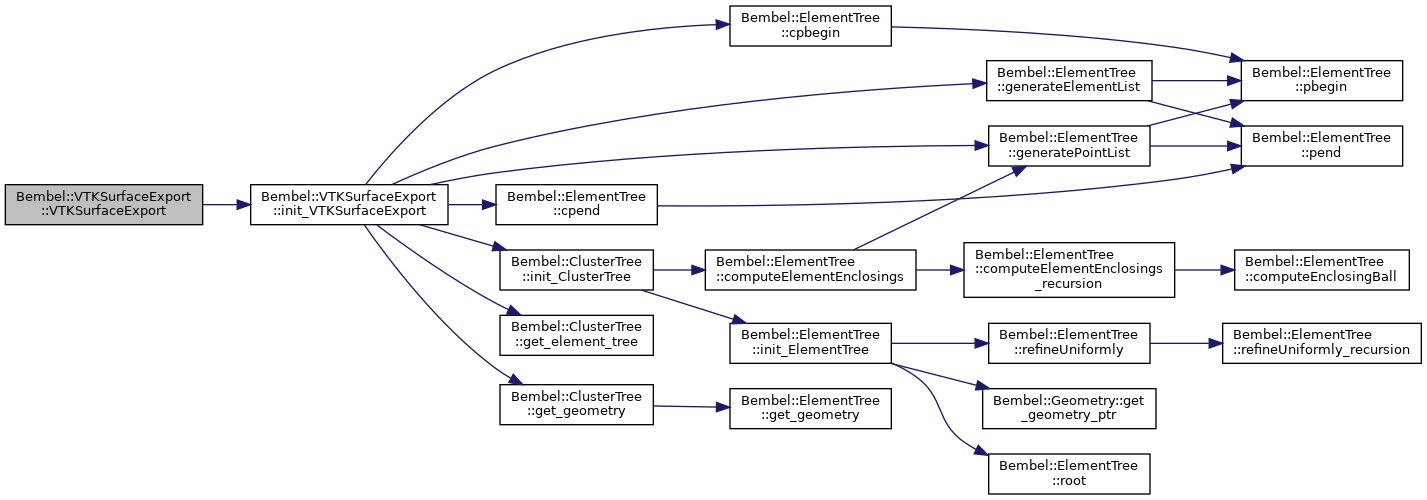 Bembel::VTKSurfaceExport
::VTKSurfaceExport
Bembel::VTKSurfaceExport
::init_VTKSurfaceExport
Bembel::ElementTree
::cpbegin
Bembel::ElementTree
::generateElementList
Bembel::ElementTree
::generatePointList
Bembel::ElementTree
::cpend
Bembel::ClusterTree
::init_ClusterTree
Bembel::ClusterTree
::get_element_tree
Bembel::ClusterTree
::get_geometry
Bembel::ElementTree
::computeElementEnclosings
Bembel::ElementTree
::init_ElementTree
Bembel::ElementTree
::get_geometry
Bembel::ElementTree
::computeElementEnclosings
_recursion
Bembel::ElementTree
::refineUniformly
Bembel::Geometry::get
_geometry_ptr
Bembel::ElementTree
::root
Bembel::ElementTree
::pbegin
Bembel::ElementTree
::pend
Bembel::ElementTree
::computeEnclosingBall
Bembel::ElementTree
::refineUniformly_recursion